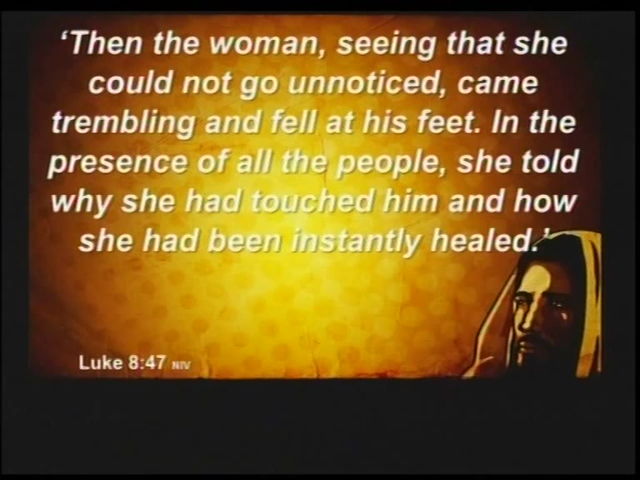 ‘Then the woman, seeing that she
could not go unnoticed, came
trembling and fell at his feet. In the
presence of all the people, she told
why she had touched him and how
she had been instantly healed.’
Luke 8:47 NIV